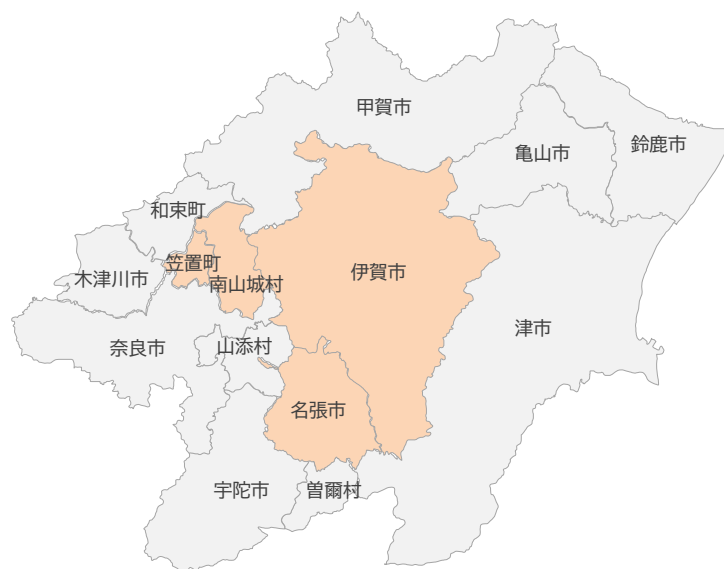 甲賀市
鈴鹿市
亀山市
和束町
笠置町
伊賀市
木津川市
南山城村
津市
奈良市
山添村
名張市
宇陀市
曽爾村